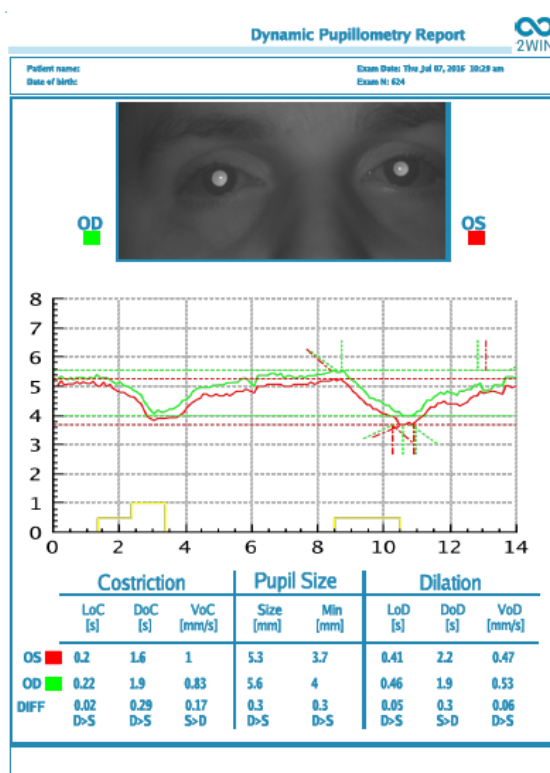 Dynamic Pupillometry Report
2WIN
Patient name:
Exam Date: Thu Jul 07, 2016 10:29 am
Date of birth:
Exam N: 624
OD
OS
8
7
6
5
4
3
2
1
0
0 2 4 6 8 10 12 14
Costriction Pupil Size Dilation
LoC DoC VoC Size Min LoD DoD VoD
[s] [s] [mm/s] [mm] [mm] [s] [s] [mm/s]
OS 0.2 1.6 1 5.3 3.7 0.41 2.2 0.47
OD 0.22 1.9 0.83 5.6 4 0.46 1.9 0.53
DIFF 0.02 0.29 0.17 0.3 0.3 0.05 0.3 0.06
D>S D>S S>D D>S D>S D>S S>D D>S